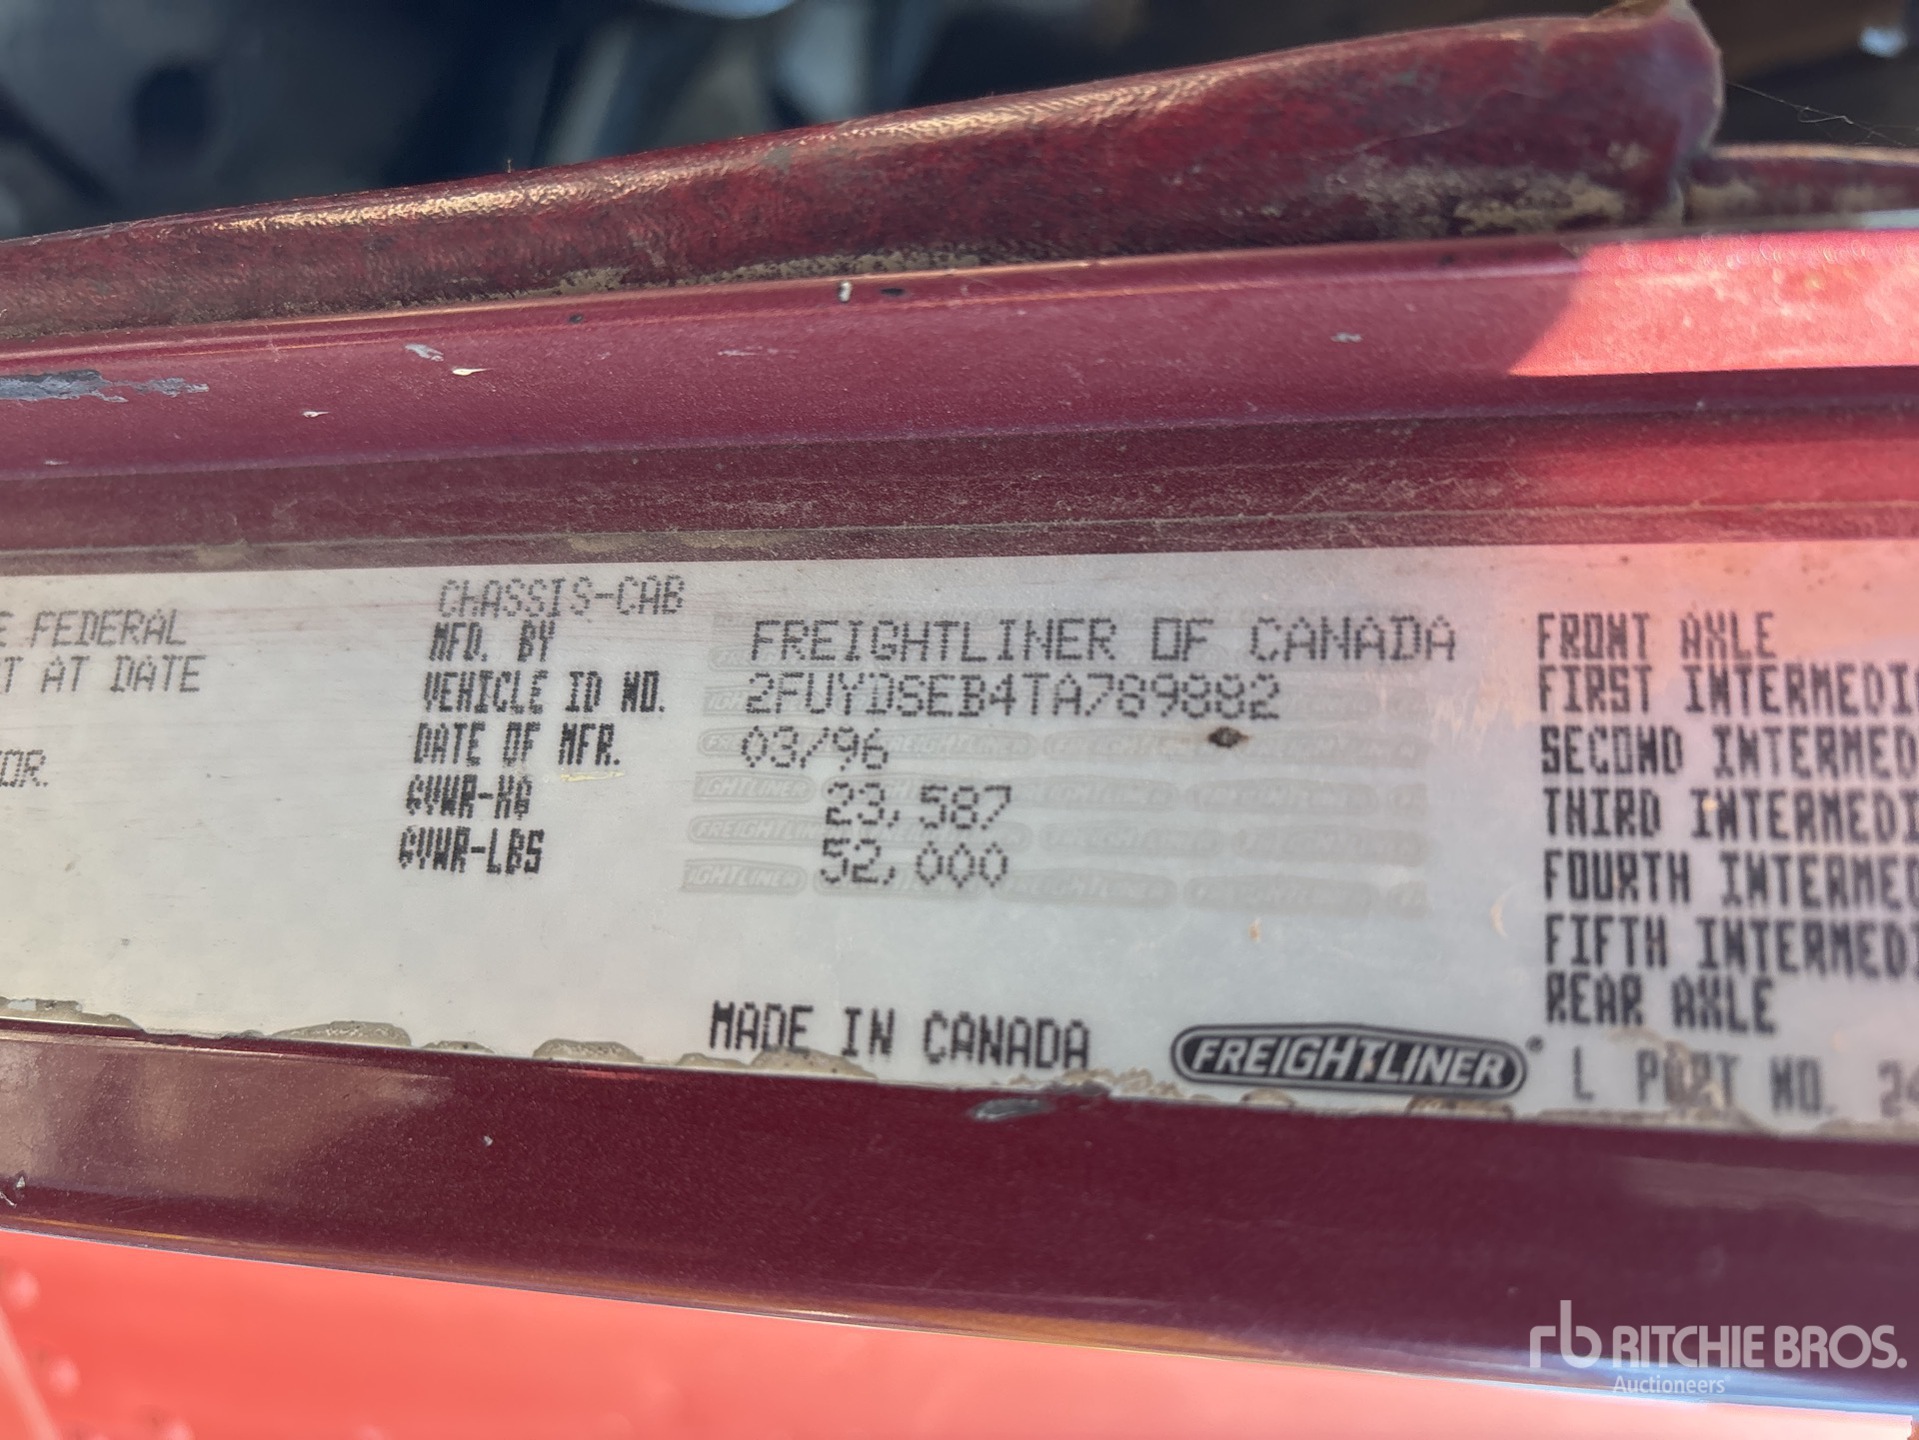 E FEDERAL
T AT DATE
OR.
CHASSIS-CAB
MFD. BY FREIGHTLINER OF CANADA
VEHICLE ID NO. 2FUYDSEB4TA789882
DATE OF MFR. 03/96
GVWR-KG 23,587
GVWR-LBS 52,000
MADE IN CANADA
FREIGHTLINER
FRONT AXLE
FIRST INTERMEDI
SECOND INTERMED
THIRD INTERMEDI
FOURTH INTERMED
FIFTH INTERMEDI
REAR AXLE
L PART NO. 24
rb RITCHIE BROS.
Auctioneers